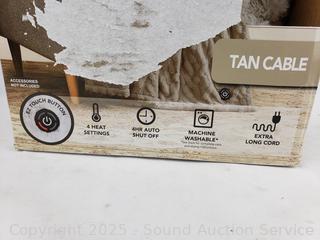 TAN CABLE
ACCESSORIES
NOT INCLUDED
EZ TOUCH BUTTON
4 HEAT
SETTINGS
4HR AUTO
SHUT OFF
MACHINE
WASHABLE*
EXTRA
LONG CORD
Copyright 2025 - Sound Auction Service